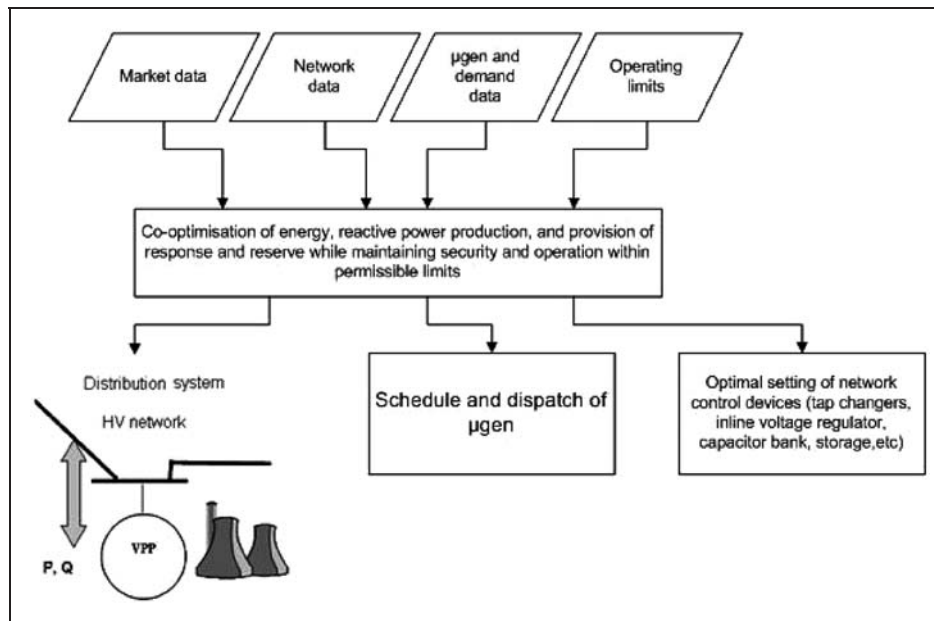 Market data
Network
data
µgen and
demand
data
Operating
limits
Co-optimisation of energy, reactive power production, and provision of
response and reserve while maintaining security and operation within
permissible limits
Distribution system
HV network
P, Q
VPP
Schedule and dispatch of
µgen
Optimal setting of network
control devices (tap changers,
inline voltage regulator,
capacitor bank, storage,etc)